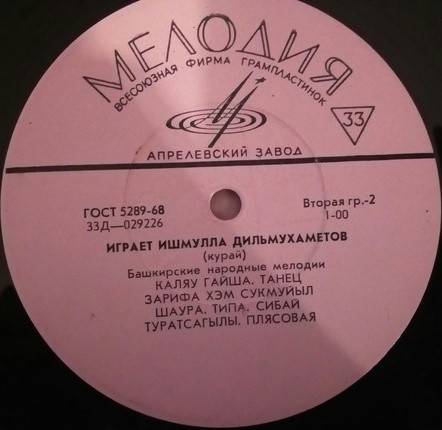 МЕЛОДИЯ
ВСЕСОЮЗНАЯ ФИРМА ГРАМПЛАСТИНОК
33
АПРЕЛЕВСКИЙ ЗАВОД
ГОСТ 5289-68
33Д—029226
Вторая гр.-2
1-00
ИГРАЕТ ИШМУЛЛА ДИЛЬМУХАМЕТОВ
(курай)
Башкирские народные мелодии
КАЛЯУ ГАЙША. ТАНЕЦ
ЗАРИФА ХЭМ СУКМУЙЫЛ
ШАУРА. ТИПА. СИБАЙ
ТУРАТСАГЫЛЫ. ПЛЯСОВАЯ